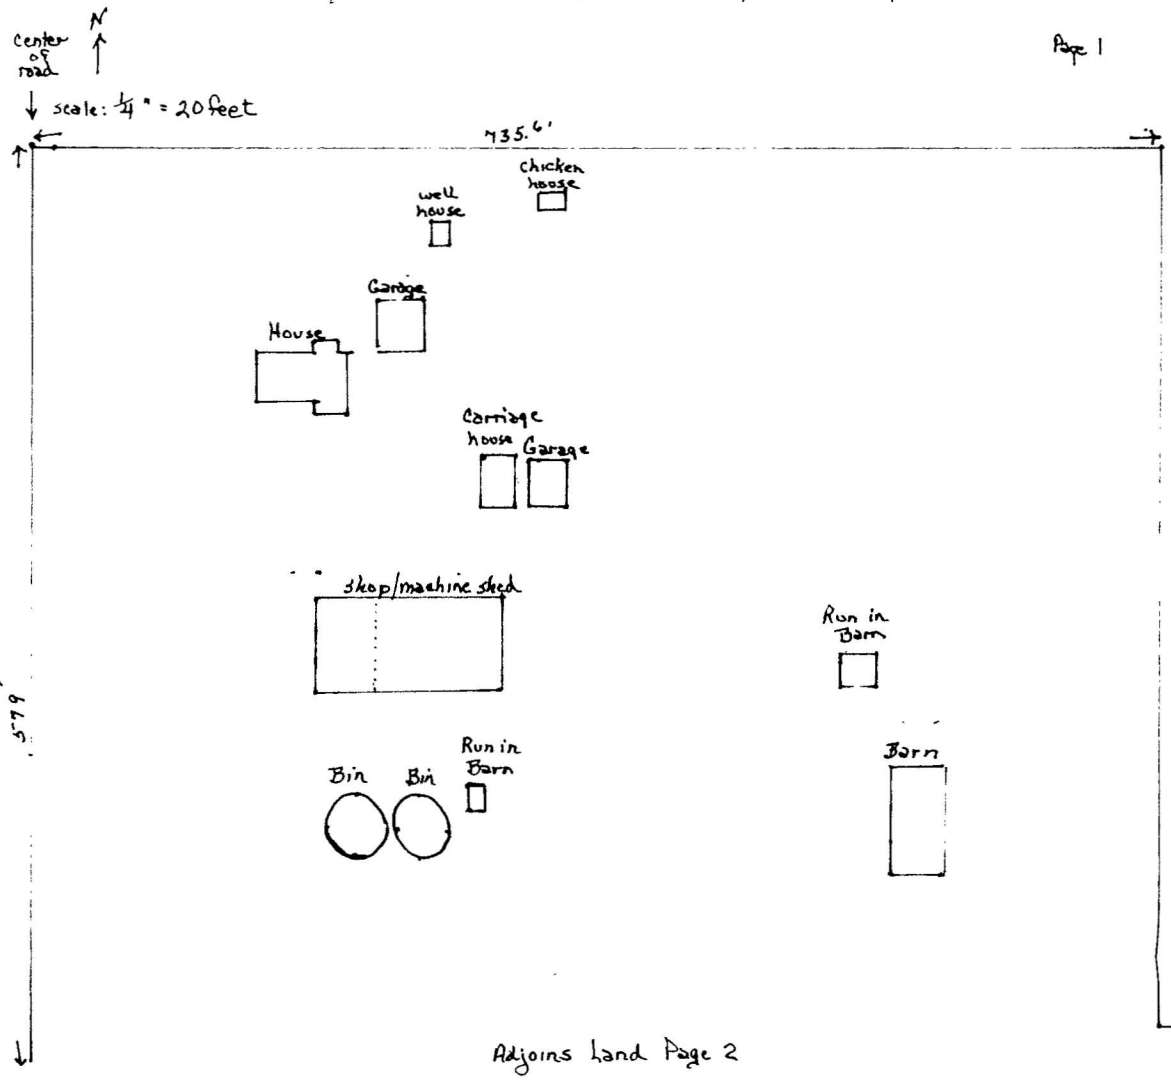 N
center
of
road
Page 1
scale: 1/4" = 20 feet
735.6'
chicken
house
well
house
Garage
House
Carriage
house
Garage
shop/machine shed
Run in
Barn
579'
Run in
Barn
Barn
Bin
Bin
Adjoins Land Page 2